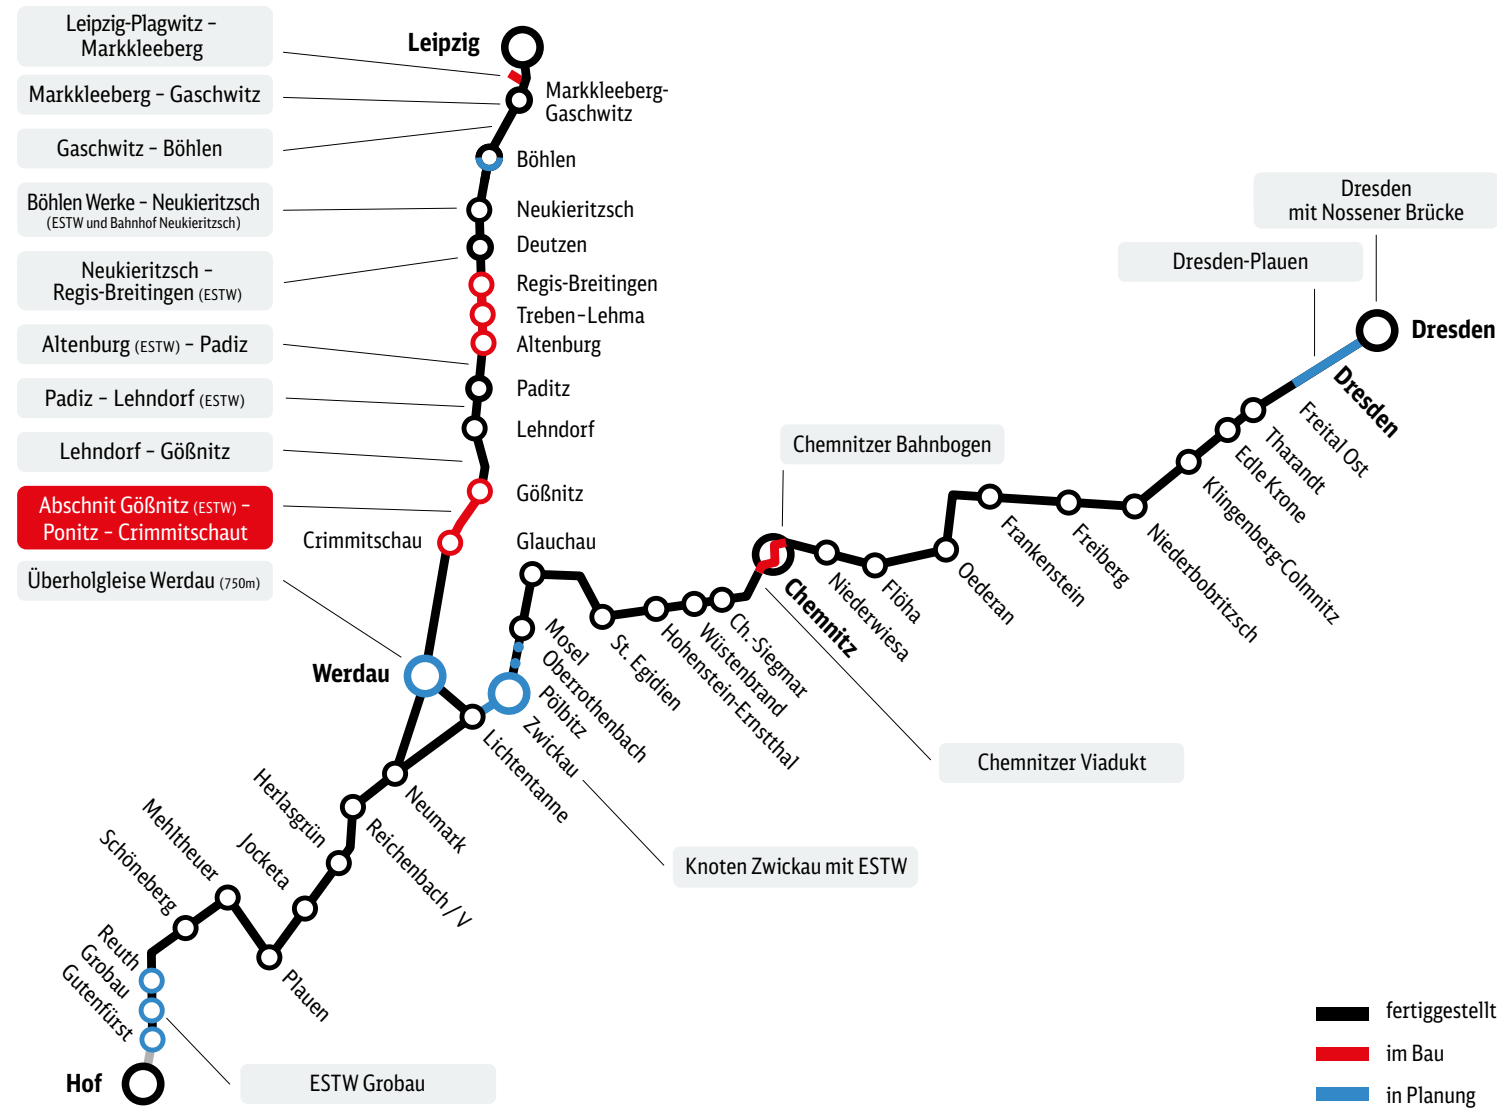 Leipzig-Plagwitz –
Markkleeberg
Markkleeberg – Gaschwitz
Gaschwitz – Böhlen
Böhlen Werke – Neukieritzsch
(ESTW und Bahnhof Neukieritzsch)
Neukieritzsch –
Regis-Breitingen (ESTW)
Altenburg (ESTW) – Padiz
Padiz – Lehndorf (ESTW)
Lehndorf – Gößnitz
Abschnit Gößnitz (ESTW) –
Ponitz – Crimmitschaut
Überholgleise Werdau (750m)
Leipzig
Markkleeberg-
Gaschwitz
Böhlen
Neukieritzsch
Deutzen
Regis-Breitingen
Treben–Lehma
Altenburg
Paditz
Lehndorf
Gößnitz
Crimmitschau
Werdau
Glauchau
Mosel
Oberrothenbach
Pölbitz
Zwickau
Lichtentanne
St. Egidien
Hohenstein-Ernstthal
Wüstenbrand
Ch.-Siegmar
Chemnitz
Chemnitzer Bahnbogen
Chemnitzer Viadukt
Niederwiesa
Flöha
Oederan
Frankenstein
Freiberg
Niederbobritzsch
Klingenberg-Colmnitz
Edle Krone
Tharandt
Freital Ost
Dresden
Dresden
Dresden-Plauen
Dresden
mit Nossener Brücke
Knoten Zwickau mit ESTW
Neumark
Reichenbach / V
Herlasgrün
Jocketa
Plauen
Mehltheuer
Schöneberg
Reuth
Grobau
Gutenfürst
Hof
ESTW Grobau
fertiggestellt
im Bau
in Planung